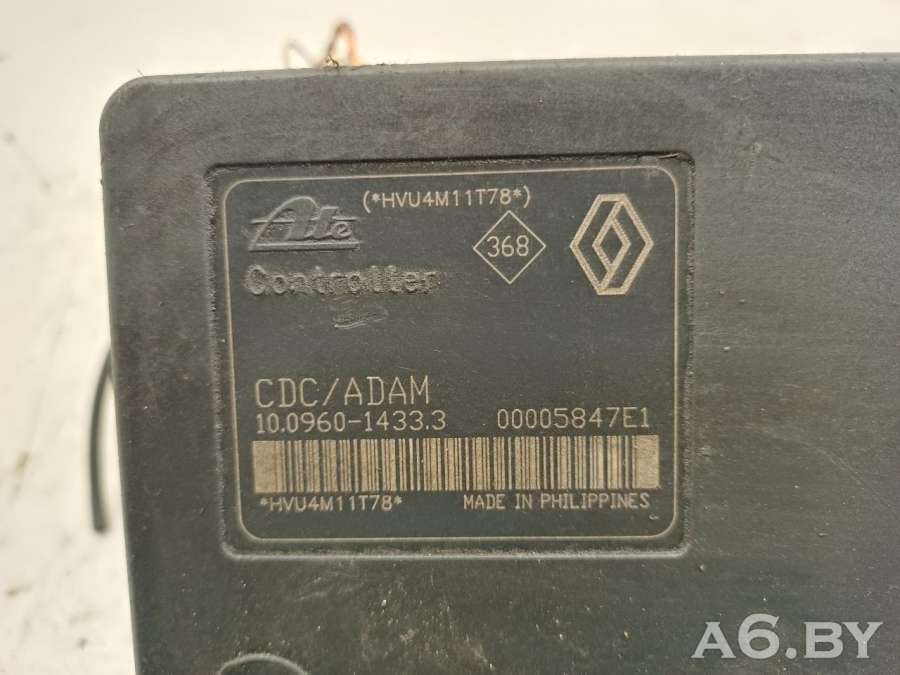 (*HVU4M11T78*)
Ate
368
Controller
CDC/ADAM
10.0960-1433.3 00005847E1
*HVU4M11T78* MADE IN PHILIPPINES
A6.BY